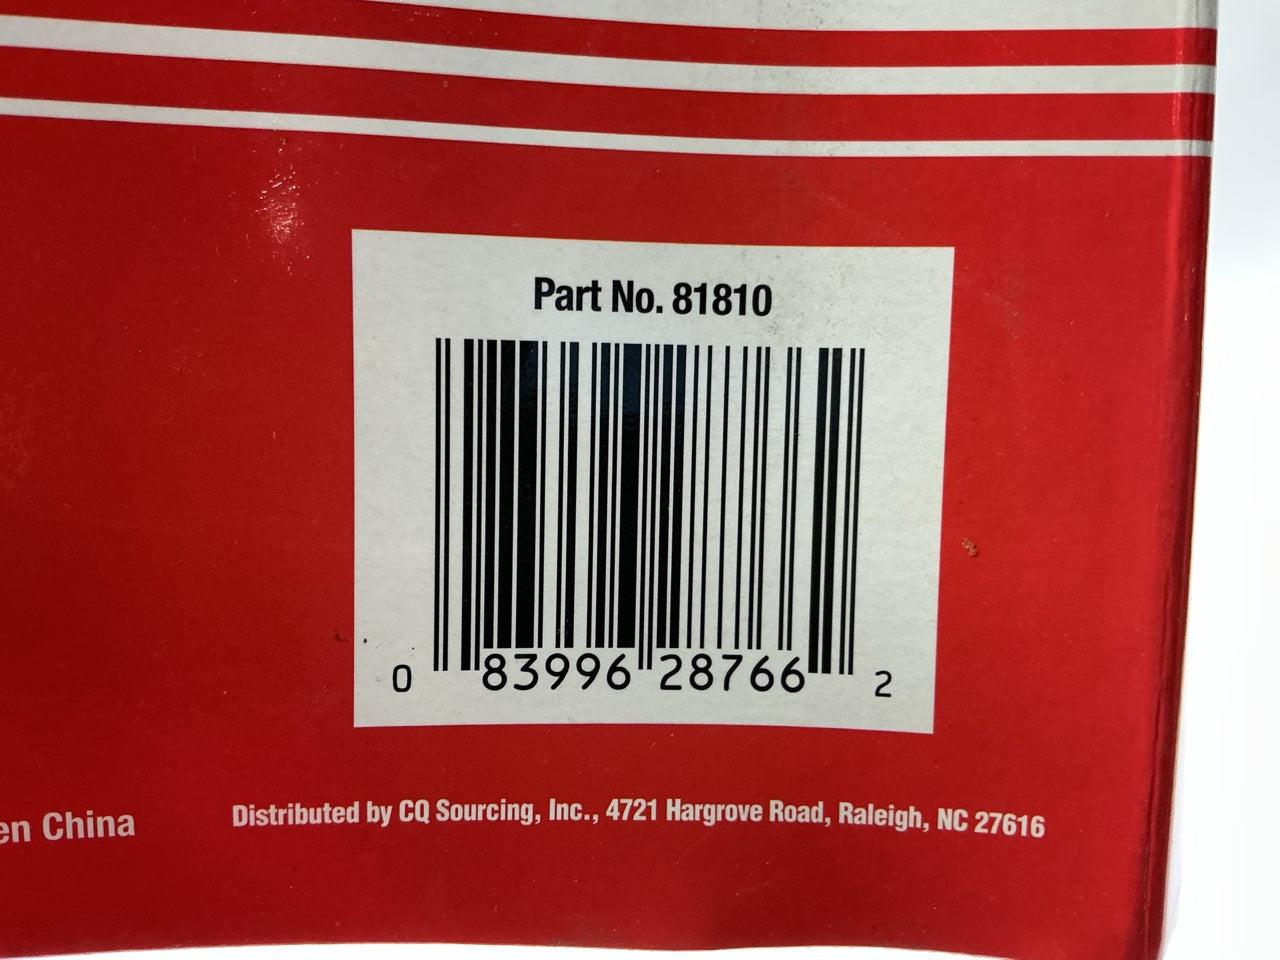 Part No. 81810
0 83996 28766 2
en China
Distributed by CQ Sourcing, Inc., 4721 Hargrove Road, Raleigh, NC 27616